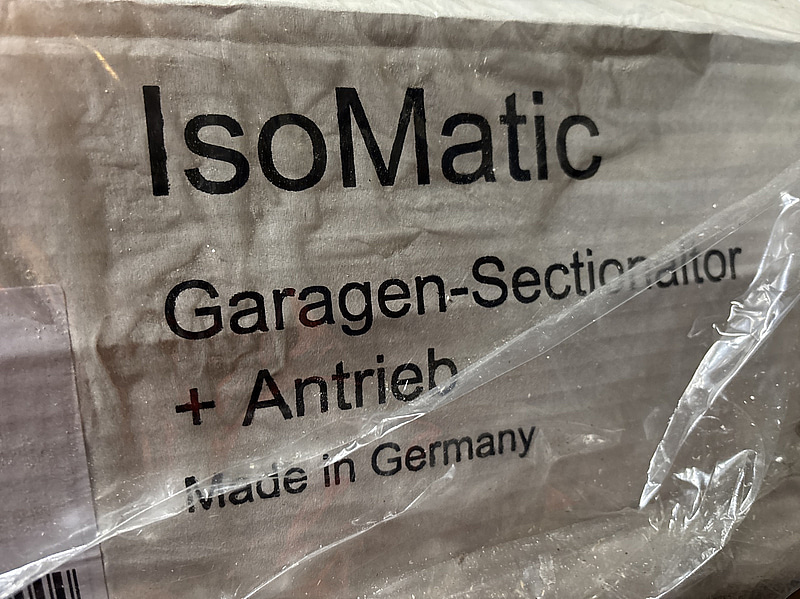 IsoMatic
Garagen-Sectionaltor
+ Antrieb
Made in Germany